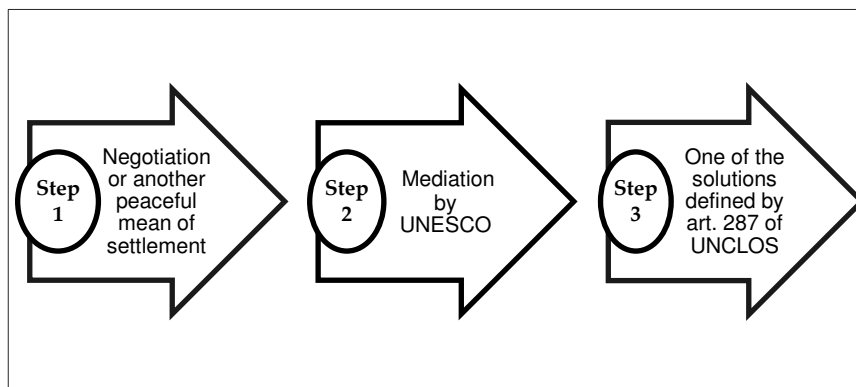 Step
1
Negotiation
or another
peaceful
mean of
settlement
Step
2
Mediation
by
UNESCO
Step
3
One of the
solutions
defined by
art. 287 of
UNCLOS